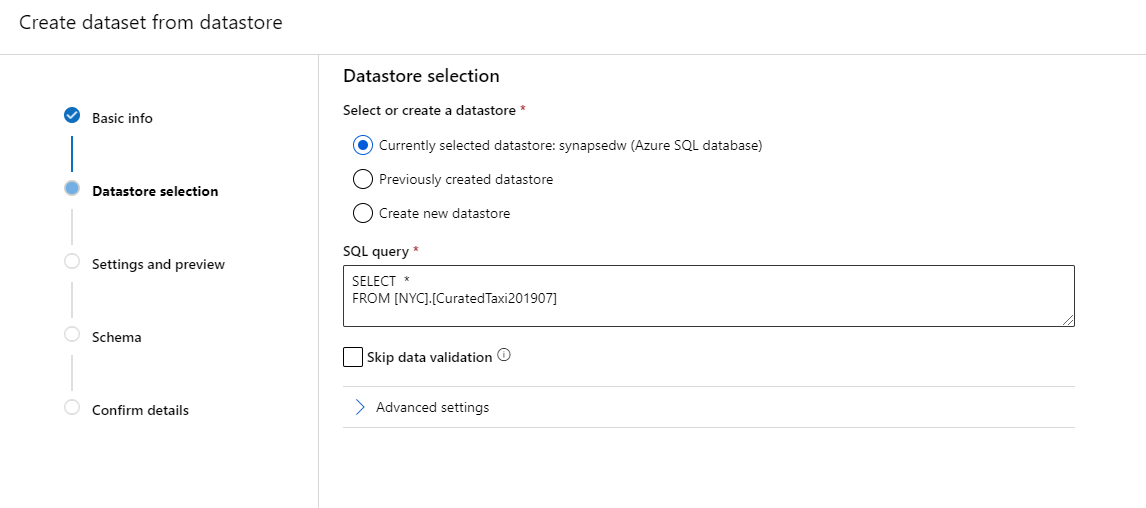 Create dataset from datastore
Basic info
Datastore selection
Settings and preview
Schema
Confirm details
Datastore selection
Select or create a datastore *
Currently selected datastore: synapsedw (Azure SQL database)
Previously created datastore
Create new datastore
SQL query *
SELECT  *
FROM [NYC].[CuratedTaxi201907]
Skip data validation
Advanced settings